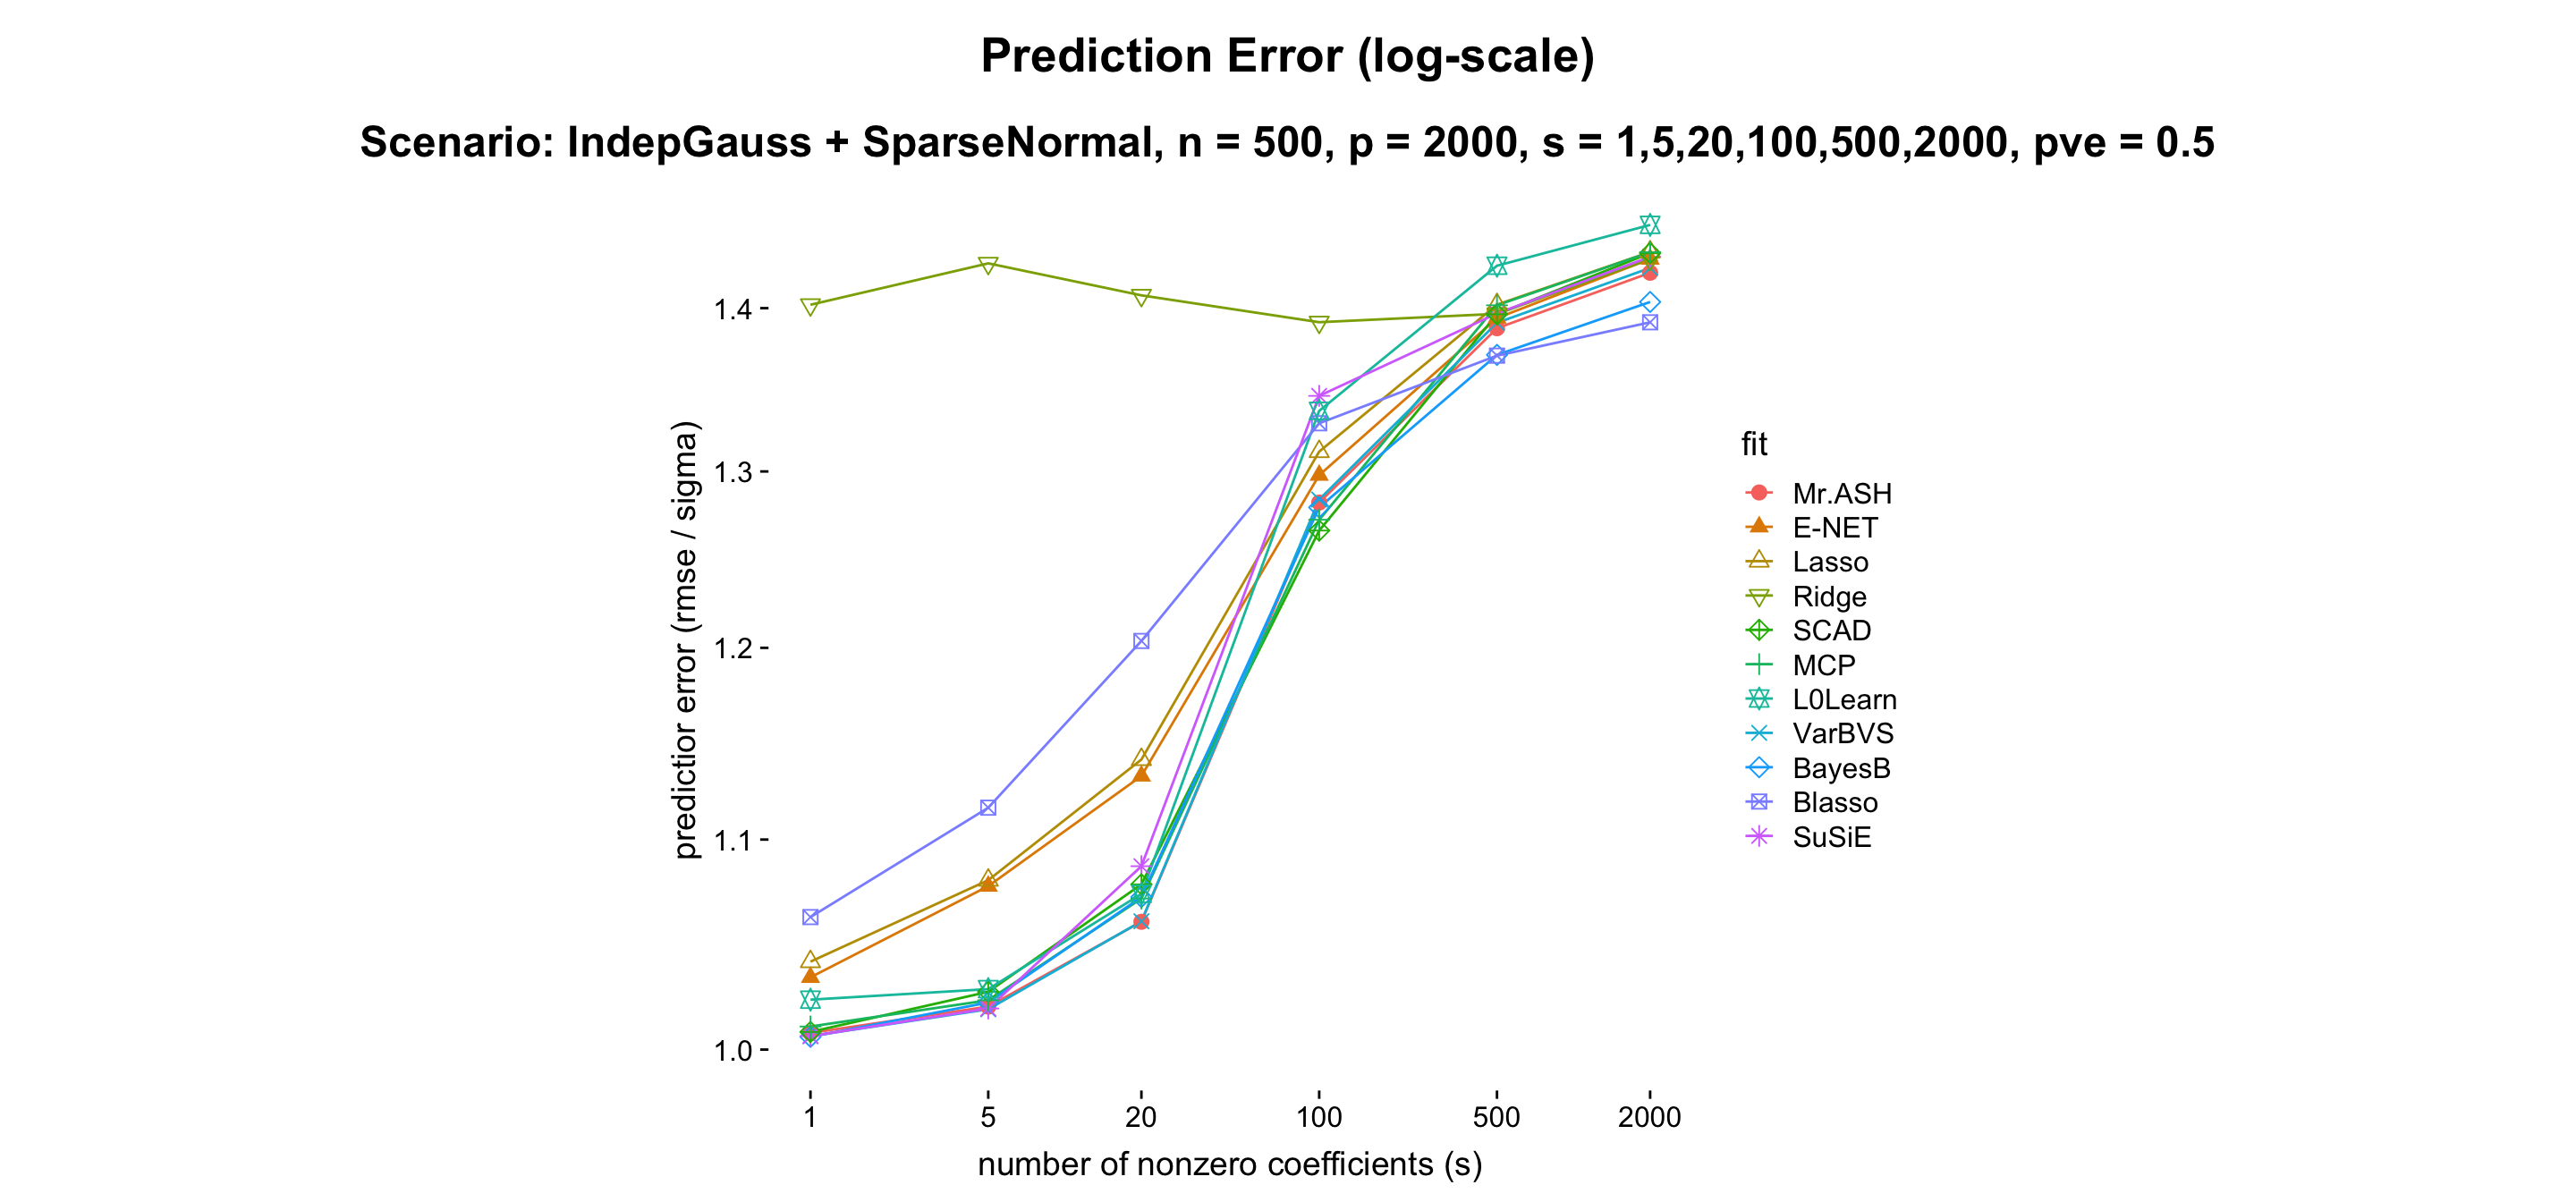 Prediction Error (log-scale)
Scenario: IndepGauss + SparseNormal, n = 500, p = 2000, s = 1,5,20,100,500,2000, pve = 0.5
predictior error (rmse / sigma)
1.4
1.3
1.2
1.1
1.0
1 5 20 100 500 2000
number of nonzero coefficients (s)
fit
Mr.ASH
E-NET
Lasso
Ridge
SCAD
MCP
L0Learn
VarBVS
BayesB
Blasso
SuSiE